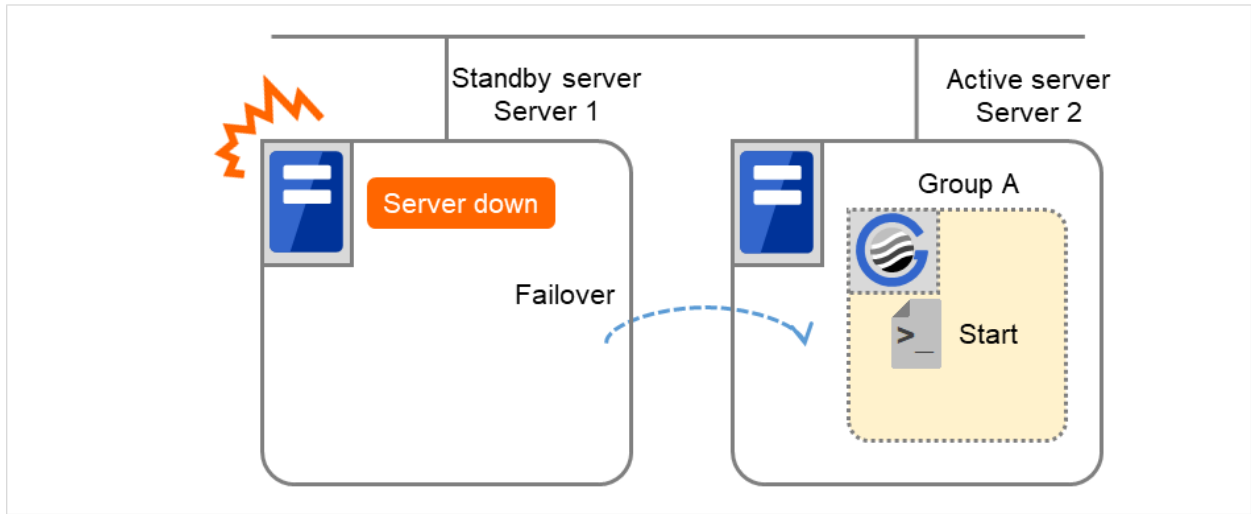 Standby server
Server 1
Active server
Server 2
Server down
Group A
Failover
>_
Start